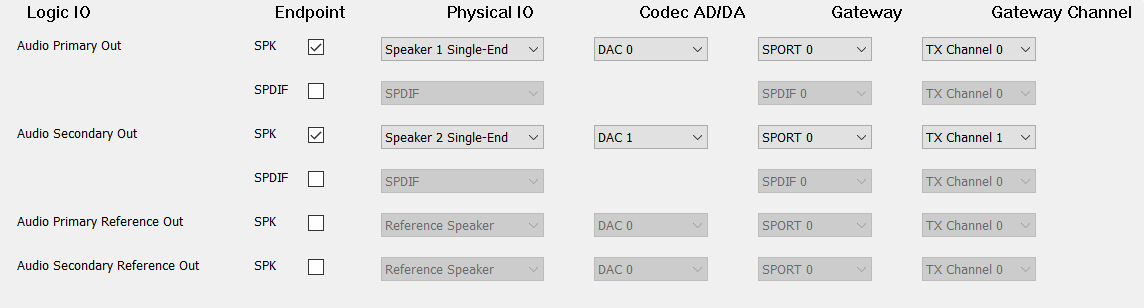 Logic IO Endpoint Physical IO Codec AD/DA Gateway Gateway Channel
Audio Primary Out SPK Speaker 1 Single-End DAC 0 SPORT 0 TX Channel 0
SPDIF SPDIF SPDIF 0 TX Channel 0
Audio Secondary Out SPK Speaker 2 Single-End DAC 1 SPORT 0 TX Channel 1
SPDIF SPDIF SPDIF 0 TX Channel 0
Audio Primary Reference Out SPK Reference Speaker DAC 0 SPORT 0 TX Channel 0
Audio Secondary Reference Out SPK Reference Speaker DAC 0 SPORT 0 TX Channel 0